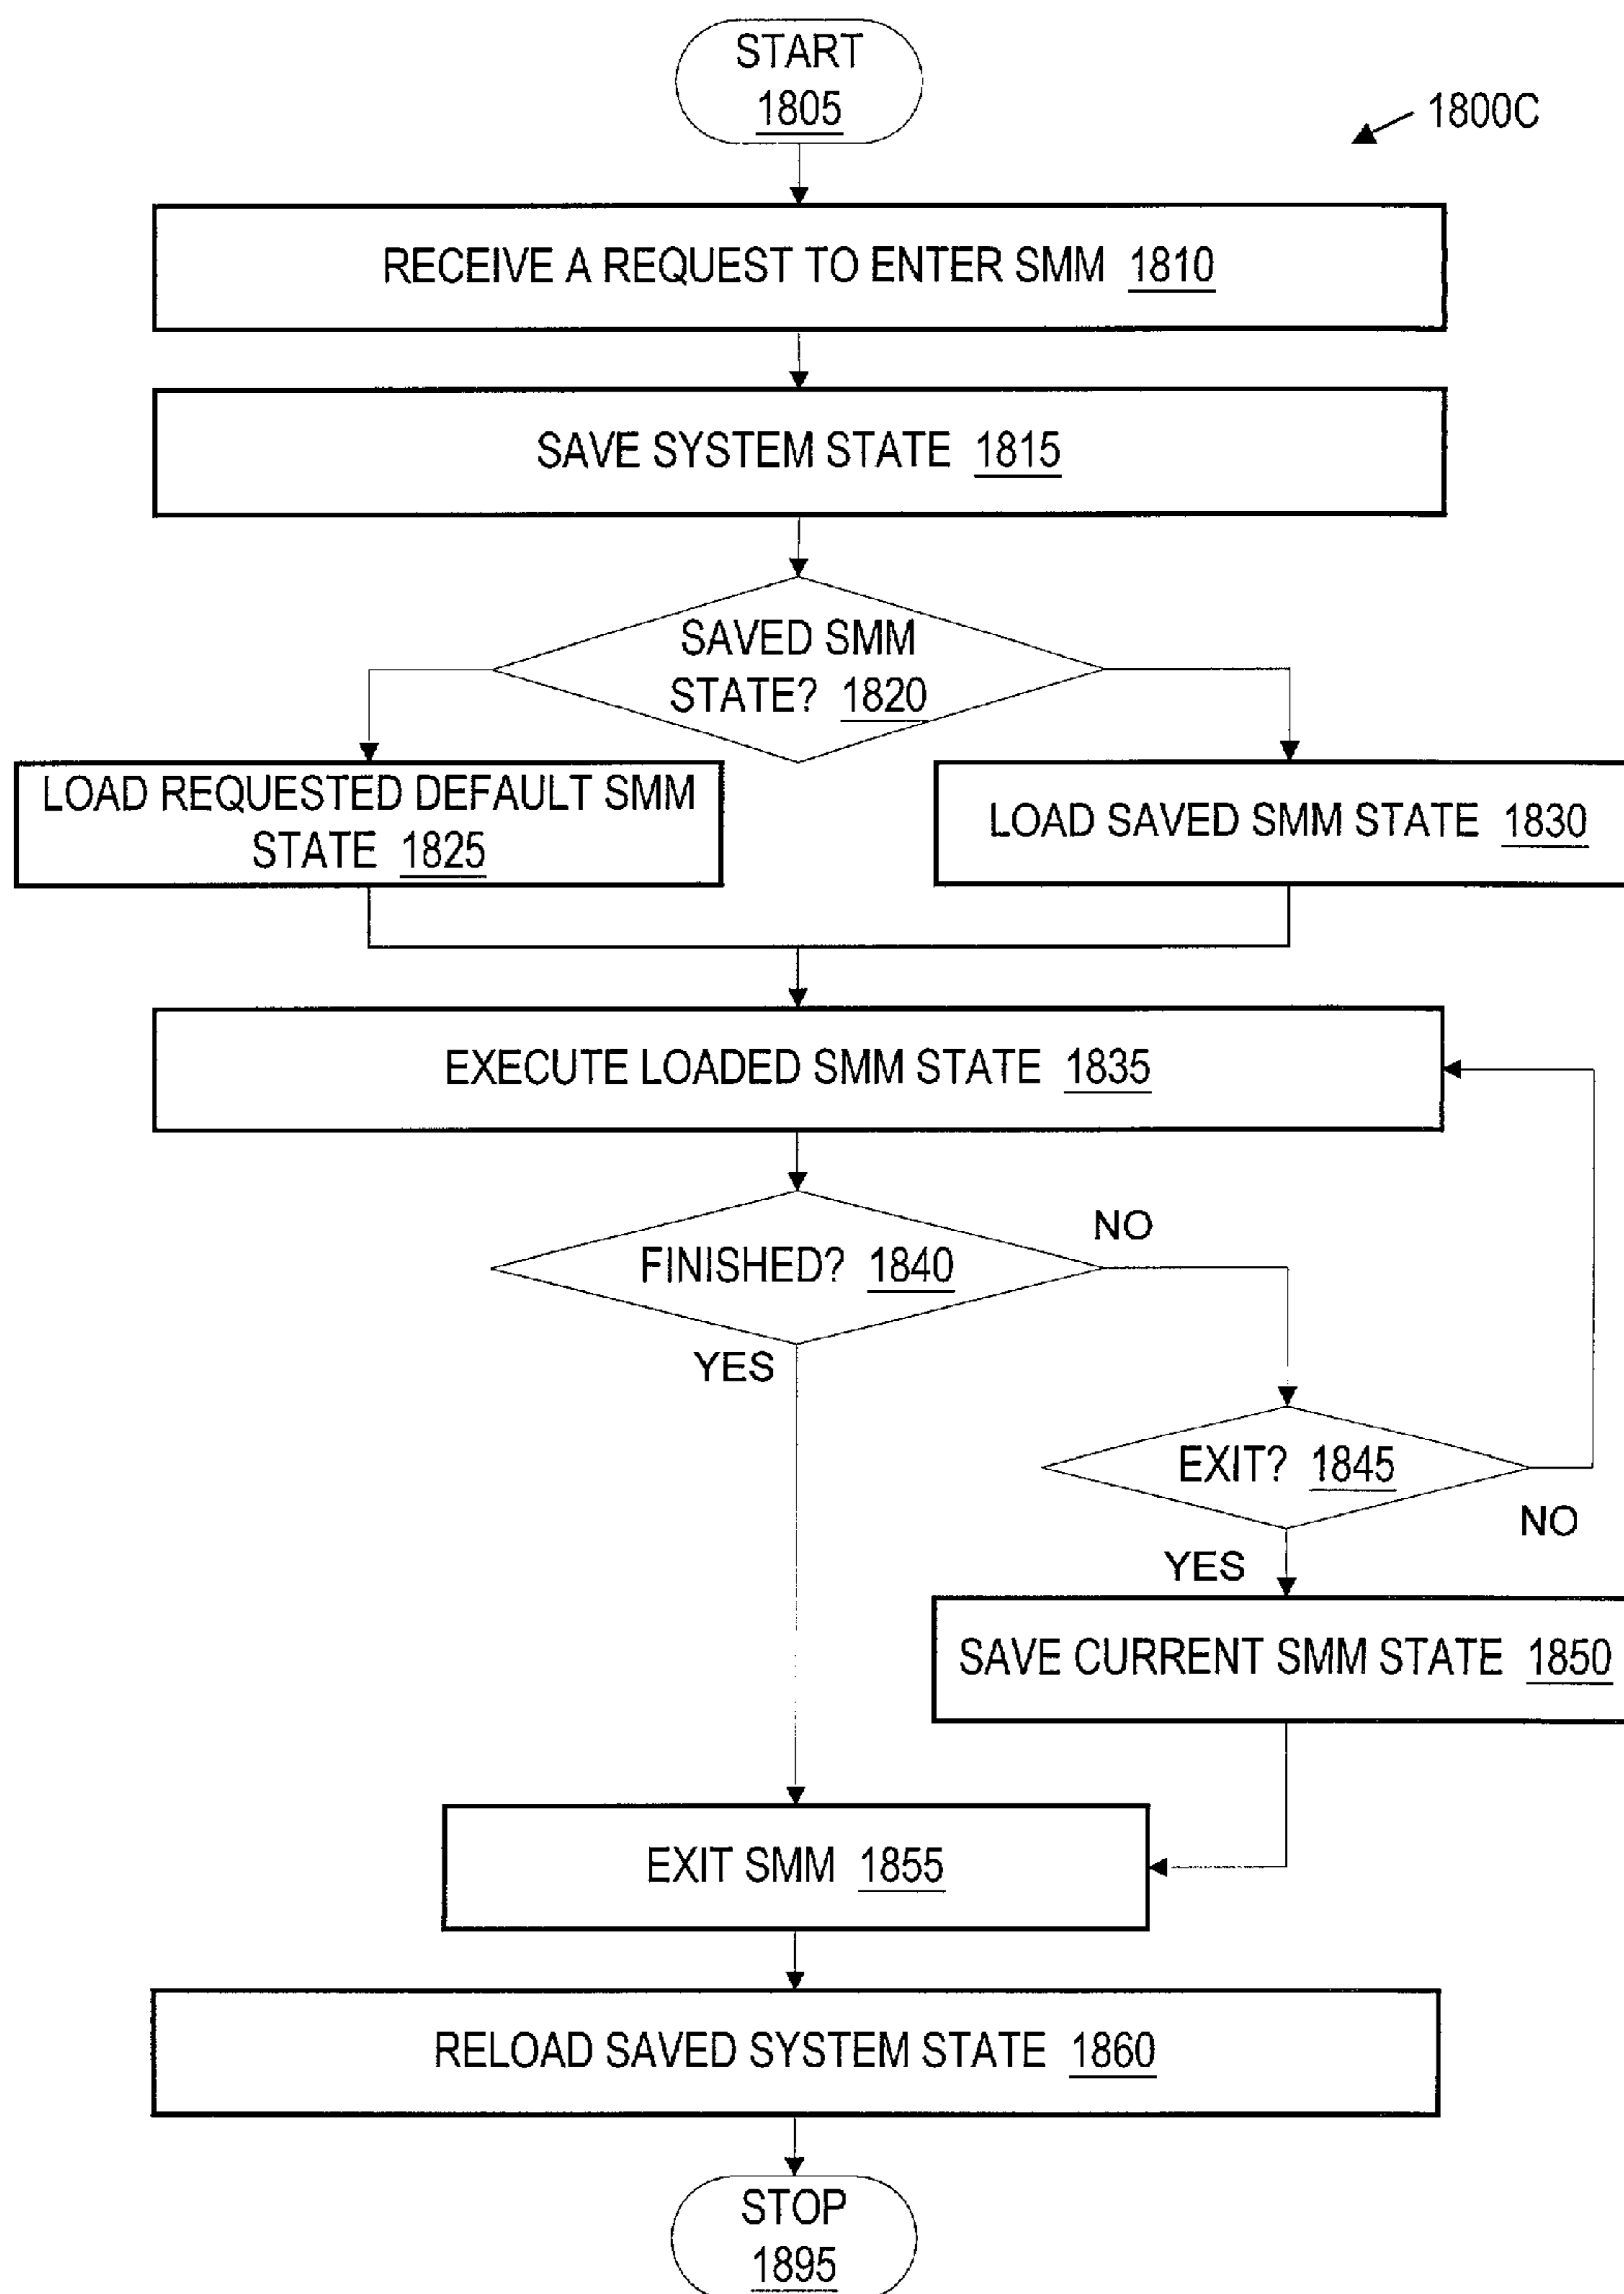 START
1805
1800C
RECEIVE A REQUEST TO ENTER SMM 1810
SAVE SYSTEM STATE 1815
SAVED SMM
STATE? 1820
LOAD REQUESTED DEFAULT SMM
STATE 1825
LOAD SAVED SMM STATE 1830
EXECUTE LOADED SMM STATE 1835
NO
FINISHED? 1840
YES
EXIT? 1845
NO
YES
SAVE CURRENT SMM STATE 1850
EXIT SMM 1855
RELOAD SAVED SYSTEM STATE 1860
STOP
1895